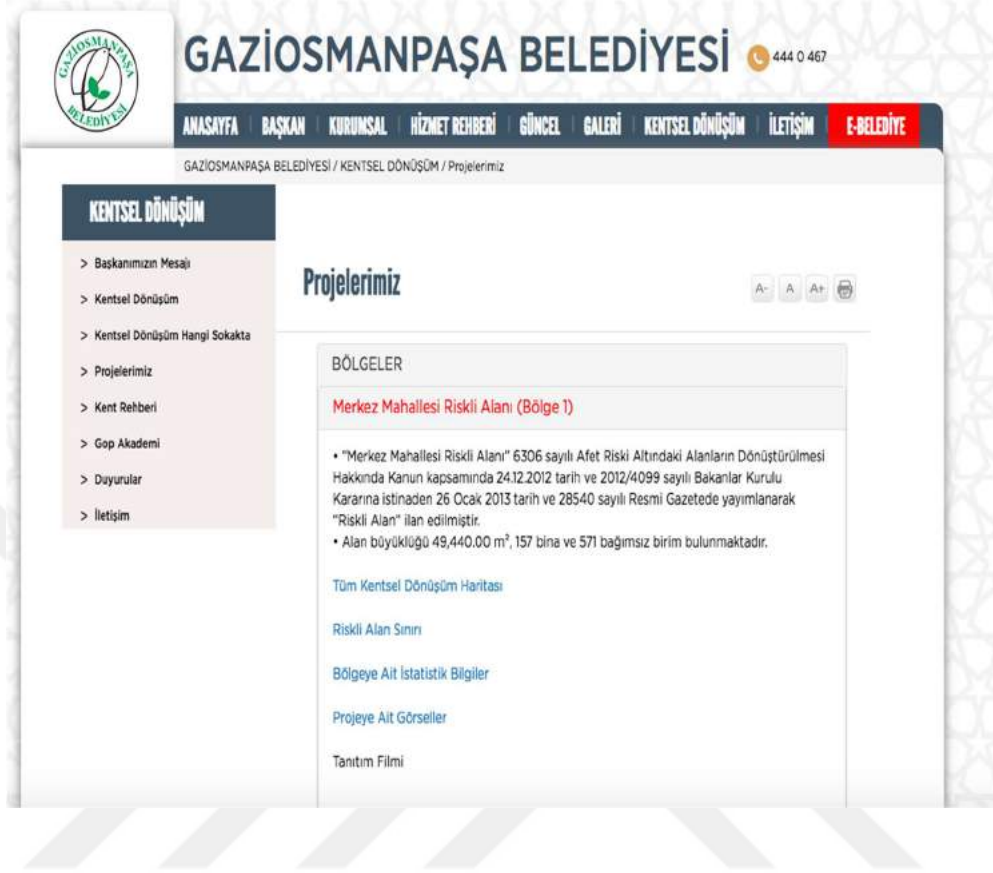 GAZİOSMANPAŞA
BELEDİYESİ
GAZİOSMANPAŞA BELEDİYESİ 444 0 467
ANASAYFA BAŞKAN KURUMSAL HİZMET REHBERİ GÜNCEL GALERİ KENTSEL DÖNÜŞÜM İLETİŞİM E-BELEDİYE
GAZİOSMANPAŞA BELEDİYESİ / KENTSEL DÖNÜŞÜM / Projelerimiz
KENTSEL DÖNÜŞÜM
> Başkanımızın Mesajı
> Kentsel Dönüşüm
> Kentsel Dönüşüm Hangi Sokakta
> Projelerimiz
> Kent Rehberi
> Gop Akademi
> Duyurular
> İletişim
Projelerimiz
A- A A+
BÖLGELER
Merkez Mahallesi Riskli Alanı (Bölge 1)
• "Merkez Mahallesi Riskli Alanı" 6306 sayılı Afet Riski Altındaki Alanların Dönüştürülmesi
Hakkında Kanun kapsamında 24.12.2012 tarih ve 2012/4099 sayılı Bakanlar Kurulu
Kararına istinaden 26 Ocak 2013 tarih ve 28540 sayılı Resmi Gazetede yayımlanarak
"Riskli Alan" ilan edilmiştir.
• Alan büyüklüğü 49,440.00 m², 157 bina ve 571 bağımsız birim bulunmaktadır.
Tüm Kentsel Dönüşüm Haritası
Riskli Alan Sınırı
Bölgeye Ait İstatistik Bilgiler
Projeye Ait Görseller
Tanıtım Filmi